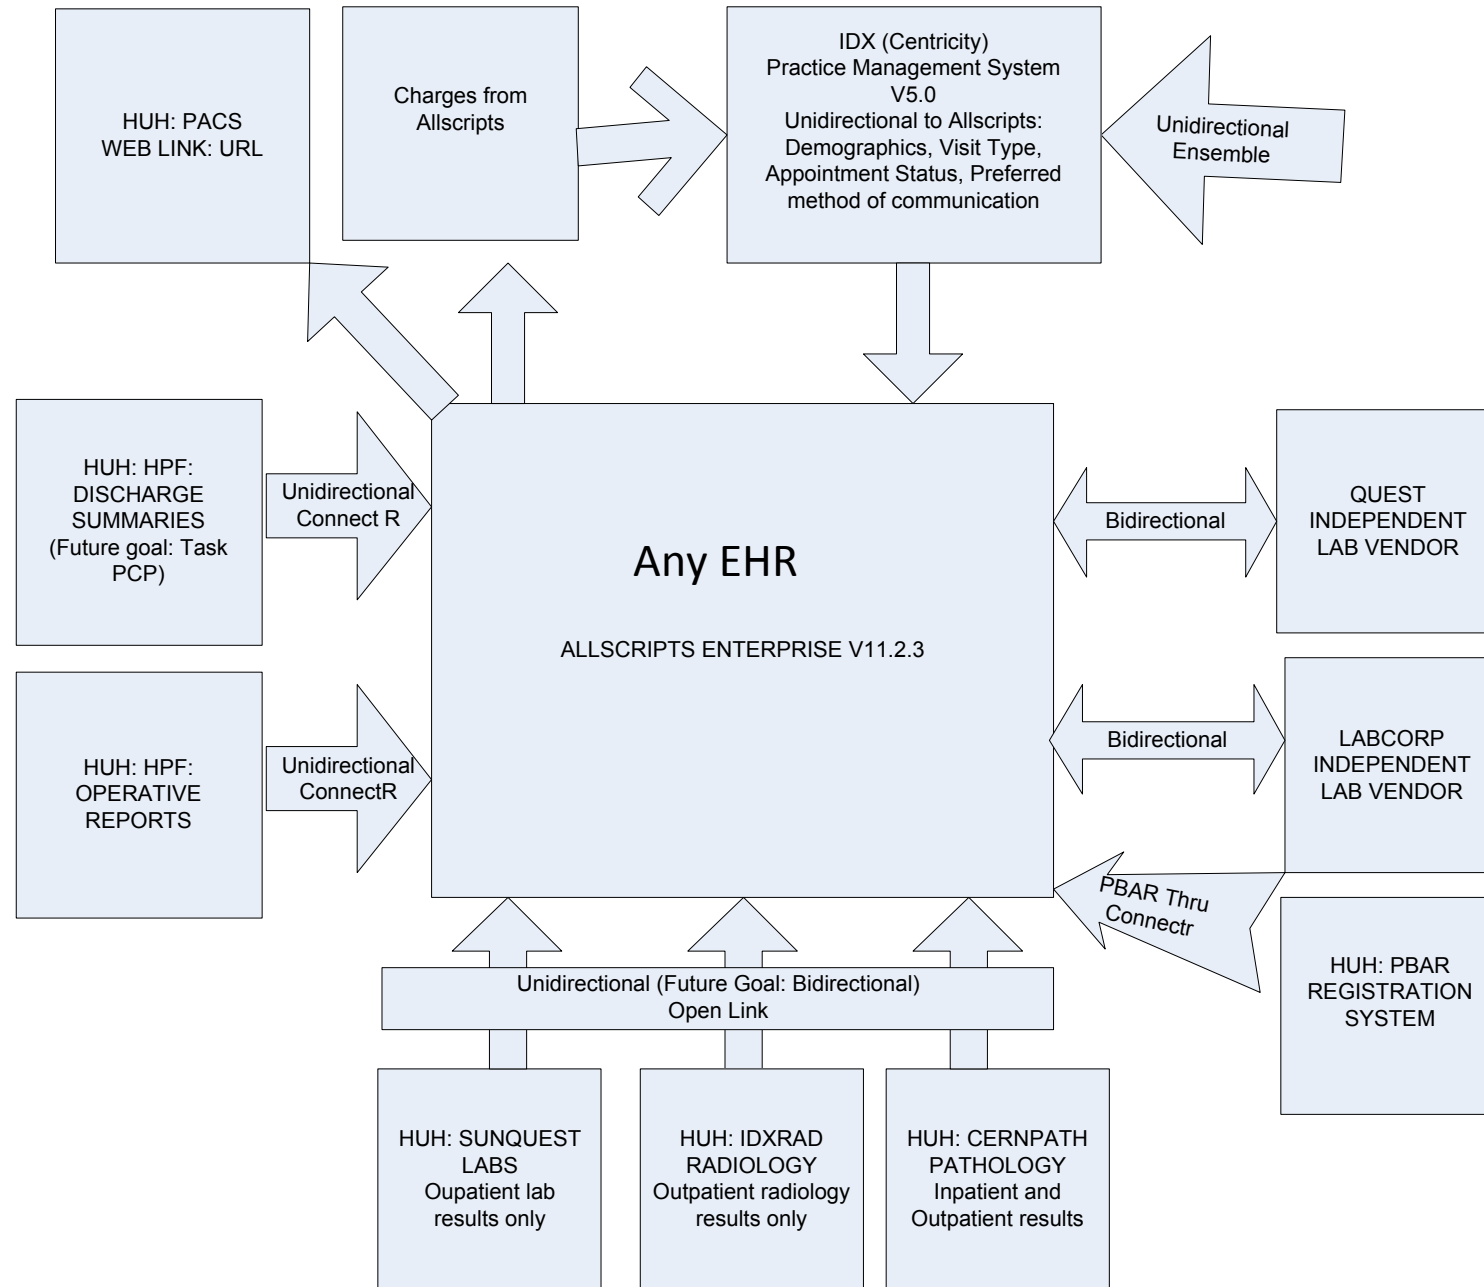 HUH: PACS
WEB LINK: URL
Charges from
Allscripts
IDX (Centricity)
Practice Management System
V5.0
Unidirectional to Allscripts:
Demographics, Visit Type,
Appointment Status, Preferred
method of communication
Unidirectional
Ensemble
HUH: HPF:
DISCHARGE
SUMMARIES
(Future goal: Task
PCP)
Unidirectional
Connect R
Any EHR
ALLSCRIPTS ENTERPRISE V11.2.3
Bidirectional
QUEST
INDEPENDENT
LAB VENDOR
HUH: HPF:
OPERATIVE
REPORTS
Unidirectional
ConnectR
Bidirectional
LABCORP
INDEPENDENT
LAB VENDOR
PBAR Thru
Connectr
HUH: PBAR
REGISTRATION
SYSTEM
Unidirectional (Future Goal: Bidirectional)
Open Link
HUH: SUNQUEST
LABS
Oupatient lab
results only
HUH: IDXRAD
RADIOLOGY
Outpatient radiology
results only
HUH: CERNPATH
PATHOLOGY
Inpatient and
Outpatient results